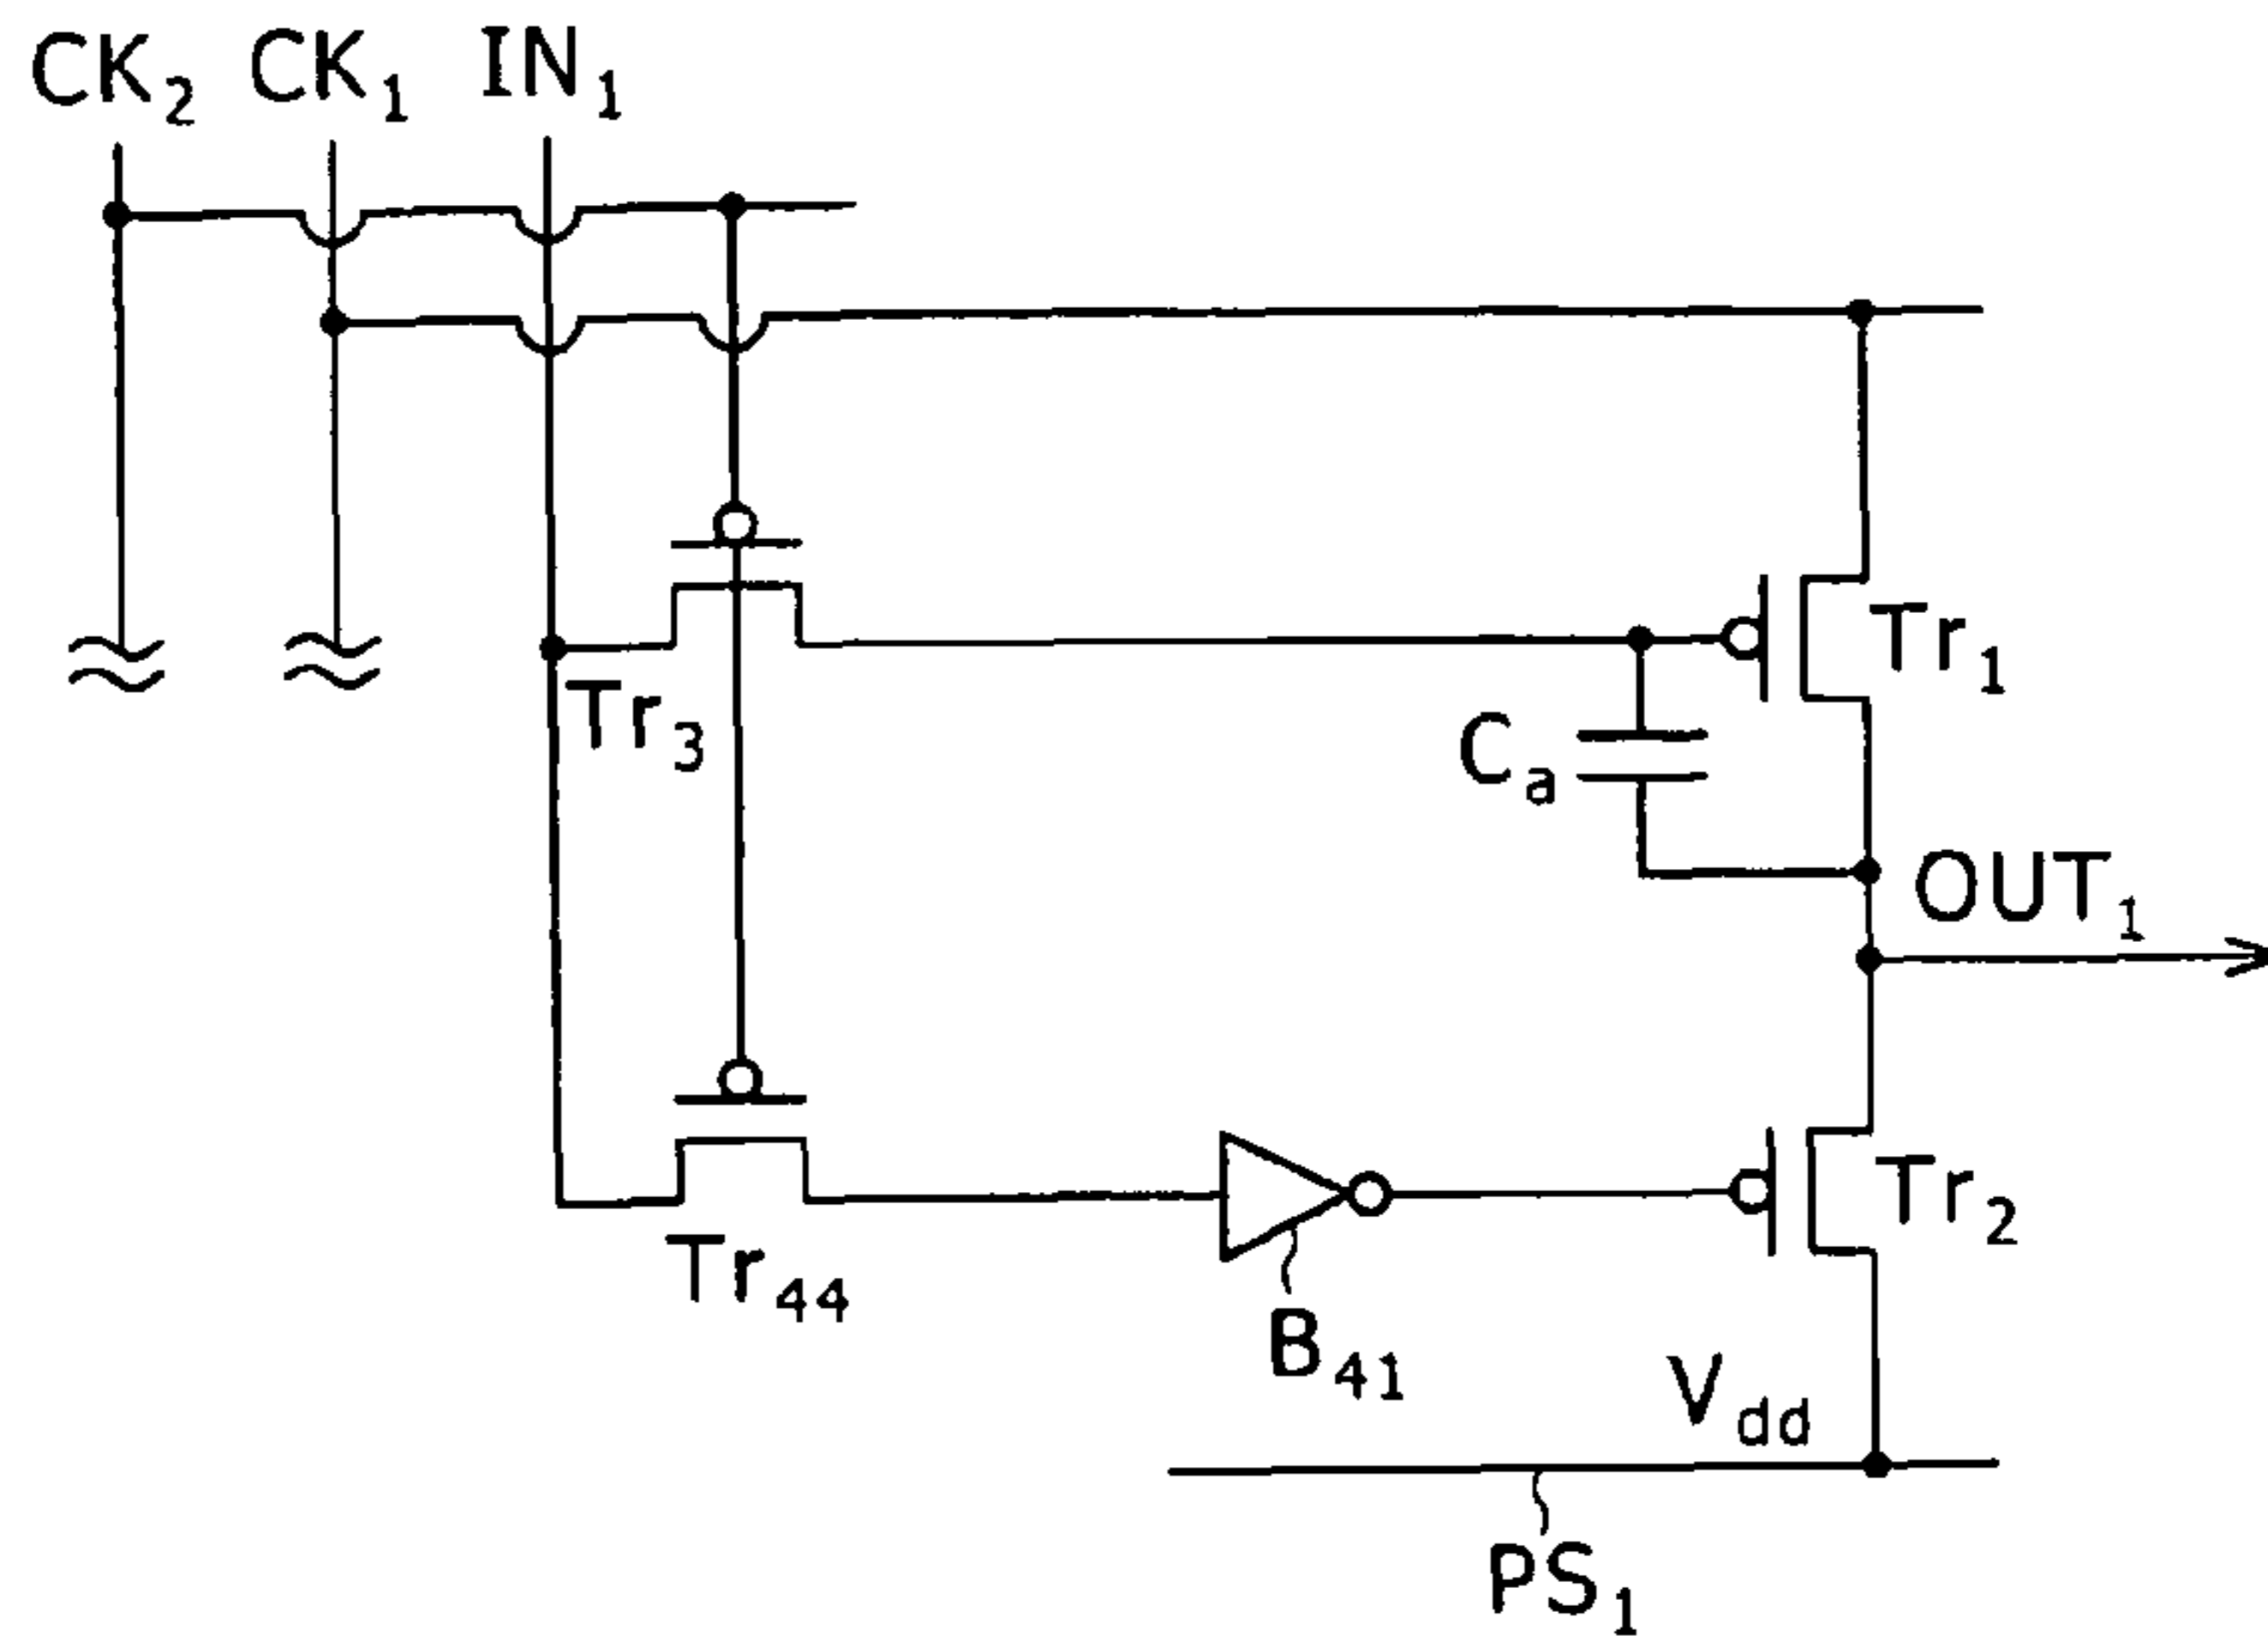 CK2 CK1 IN1
Tr1
Tr3
Ca
OUT1
Tr2
Tr44
B41
Vdd
PS1